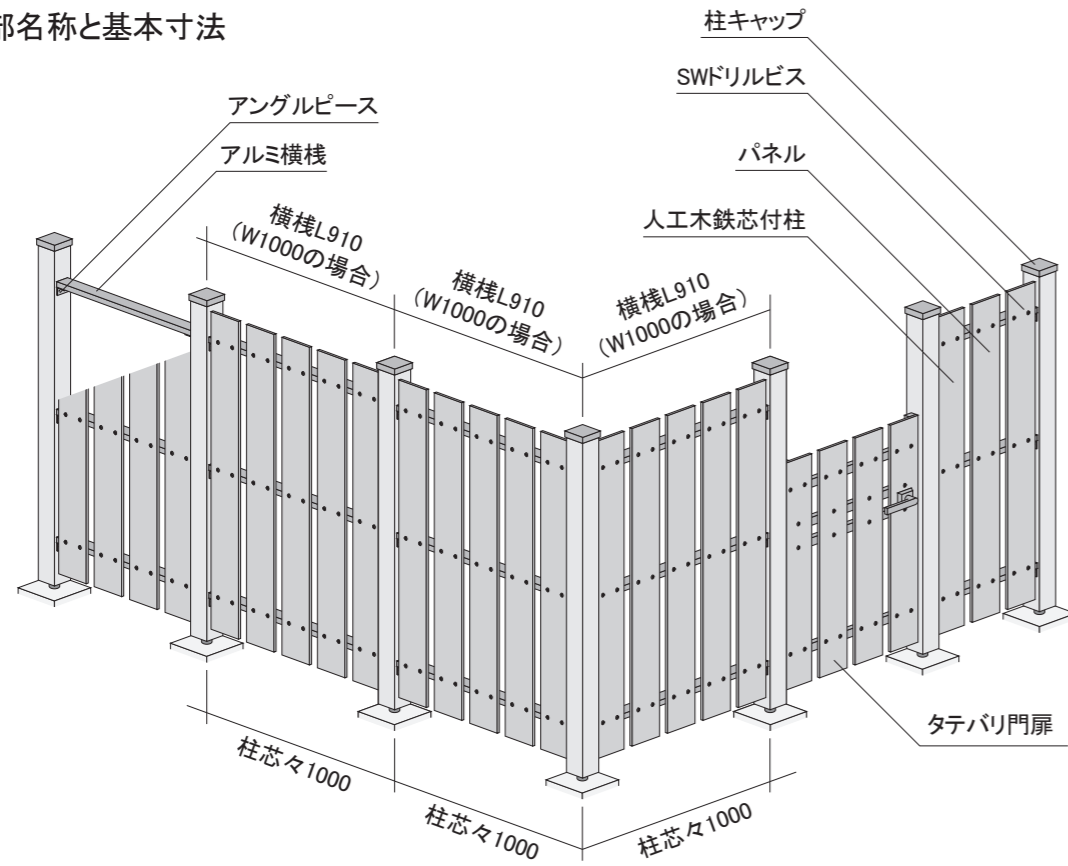 部名称と基本寸法
柱キャップ
SWドリルビス
アングルピース
パネル
アルミ横桟
人工木鉄芯付柱
横桟L910
(W1000の場合)
横桟L910
(W1000の場合)
横桟L910
(W1000の場合)
タテバリ門扉
柱芯々1000
柱芯々1000
柱芯々1000